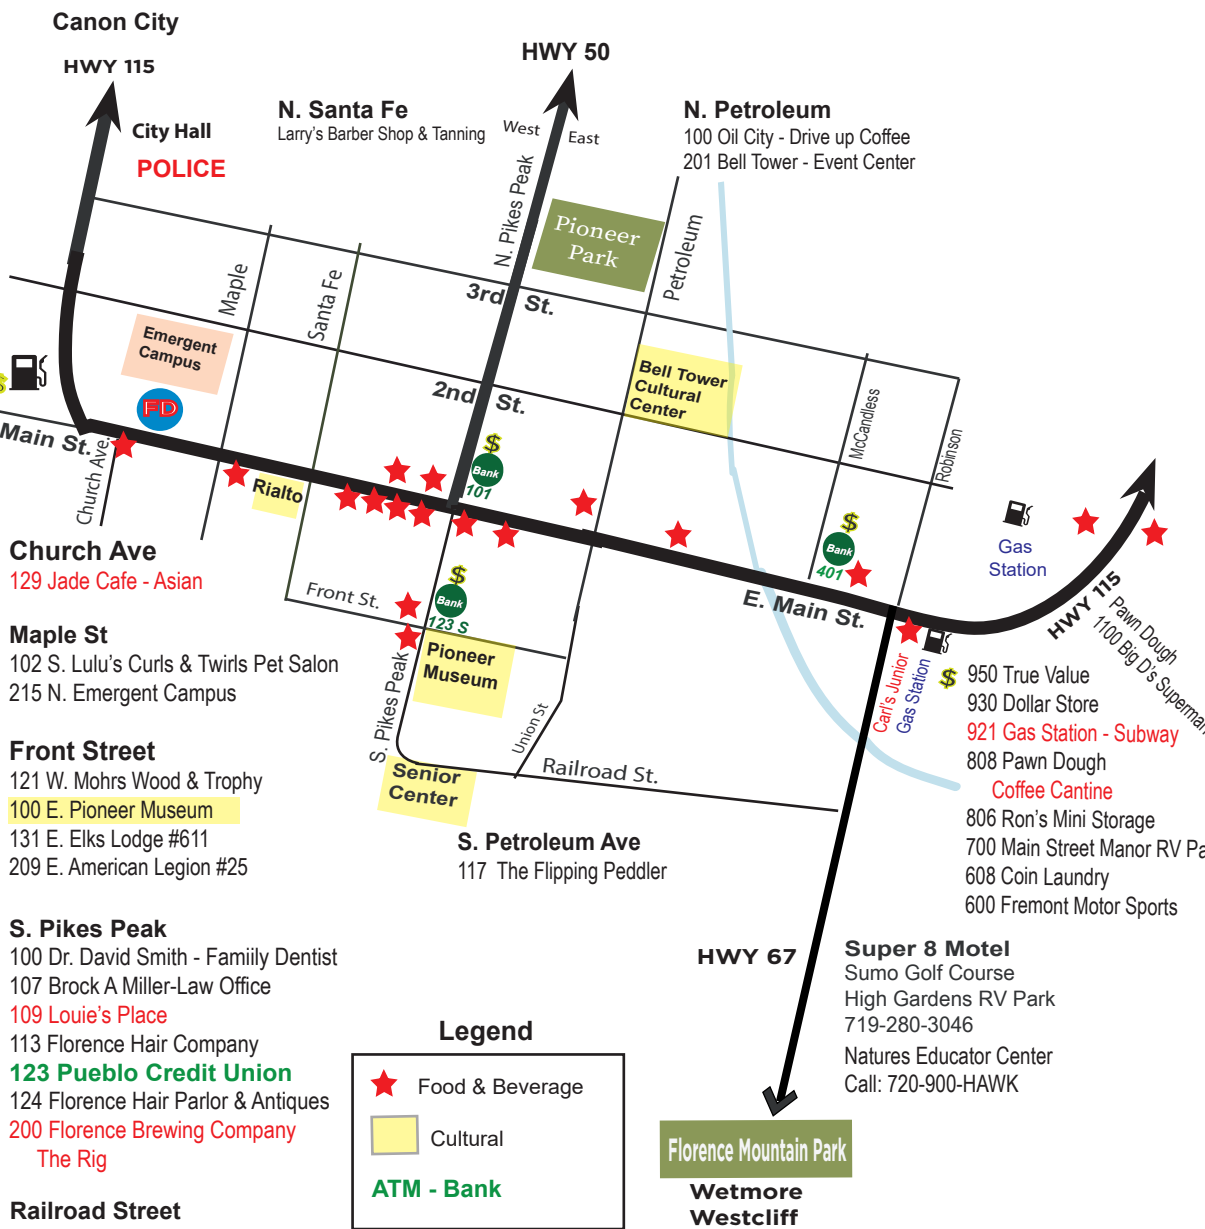 Canon City
HWY 115
City Hall
POLICE
N. Santa Fe
Larry's Barber Shop & Tanning
HWY 50
West
East
N. Pikes Peak
N. Petroleum
100 Oil City - Drive up Coffee
201 Bell Tower - Event Center
Pioneer
Park
Petroleum
3rd St.
Maple
Santa Fe
Emergent
Campus
FD
2nd St.
Bell Tower
Cultural
Center
McCandless
Robinson
$
Main St.
Church Ave.
Rialto
$
Bank
101
$
Bank
401
Gas
Station
E. Main St.
HWY 115
Pawn Dough
1100 Big D's Superman
Front St.
$
Bank
123 S
Pioneer
Museum
S. Pikes Peak
Union St
Railroad St.
Senior
Center
Carl's Junior
Gas Station
$
Church Ave
129 Jade Cafe - Asian
Maple St
102 S. Lulu's Curls & Twirls Pet Salon
215 N. Emergent Campus
Front Street
121 W. Mohrs Wood & Trophy
100 E. Pioneer Museum
131 E. Elks Lodge #611
209 E. American Legion #25
S. Pikes Peak
100 Dr. David Smith - Famiily Dentist
107 Brock A Miller-Law Office
109 Louie's Place
113 Florence Hair Company
123 Pueblo Credit Union
124 Florence Hair Parlor & Antiques
200 Florence Brewing Company
The Rig
Railroad Street
S. Petroleum Ave
117 The Flipping Peddler
950 True Value
930 Dollar Store
921 Gas Station - Subway
808 Pawn Dough
Coffee Cantine
806 Ron's Mini Storage
700 Main Street Manor RV Pa
608 Coin Laundry
600 Fremont Motor Sports
HWY 67
Super 8 Motel
Sumo Golf Course
High Gardens RV Park
719-280-3046
Natures Educator Center
Call: 720-900-HAWK
Legend
Food & Beverage
Cultural
ATM - Bank
Florence Mountain Park
Wetmore
Westcliff